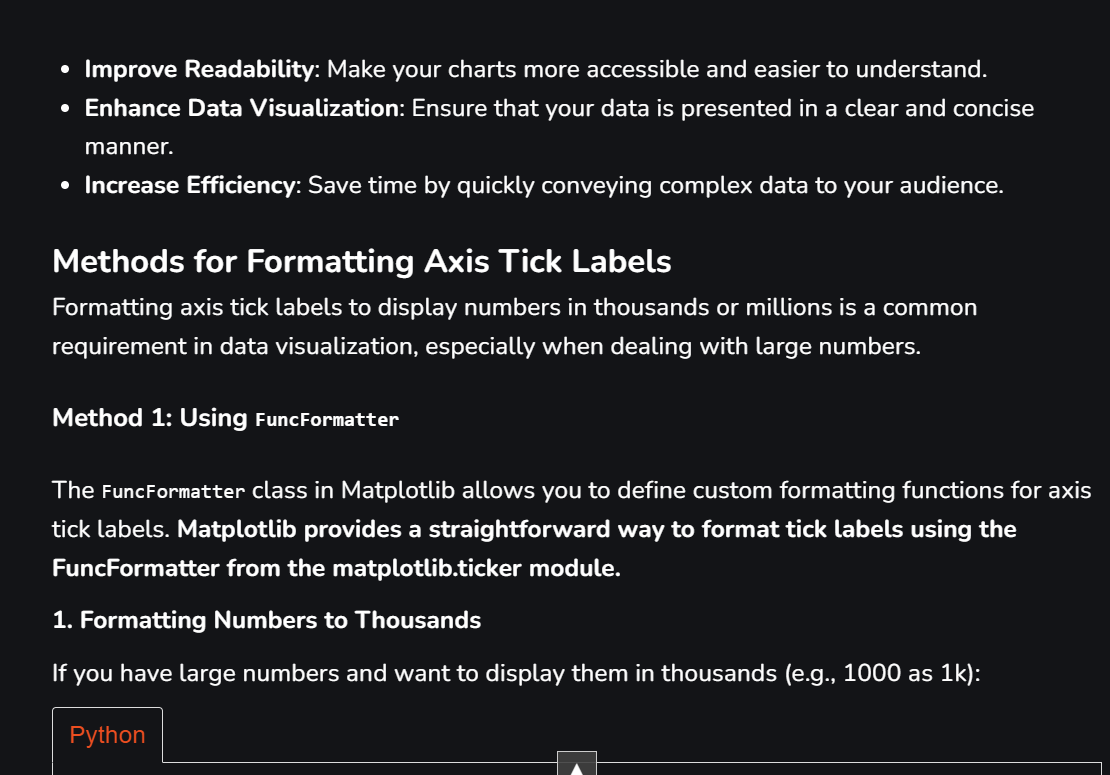 • Improve Readability: Make your charts more accessible and easier to understand.
• Enhance Data Visualization: Ensure that your data is presented in a clear and concise
manner.
• Increase Efficiency: Save time by quickly conveying complex data to your audience.
Methods for Formatting Axis Tick Labels
Formatting axis tick labels to display numbers in thousands or millions is a common
requirement in data visualization, especially when dealing with large numbers.
Method 1: Using FuncFormatter
The FuncFormatter class in Matplotlib allows you to define custom formatting functions for axis
tick labels. Matplotlib provides a straightforward way to format tick labels using the
FuncFormatter from the matplotlib.ticker module.
1. Formatting Numbers to Thousands
If you have large numbers and want to display them in thousands (e.g., 1000 as 1k):
Python